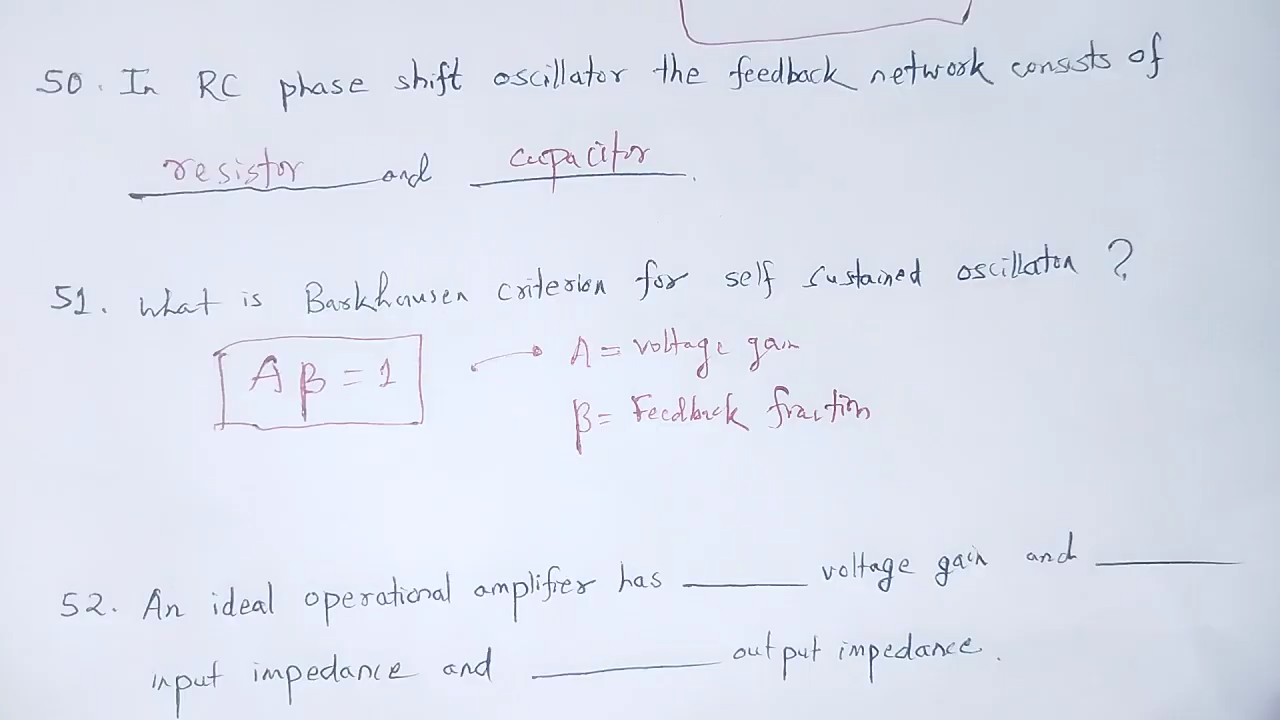 50. In RC phase shift oscillator the feedback network consists of
resistor and capacitor.
51. What is Barkhausen criterion for self sustained oscillation ?
Aβ = 1
A = voltage gain
β = Feedback fraction
52. An ideal operational amplifier has ______ voltage gain and ______
input impedance and ______ output impedance.